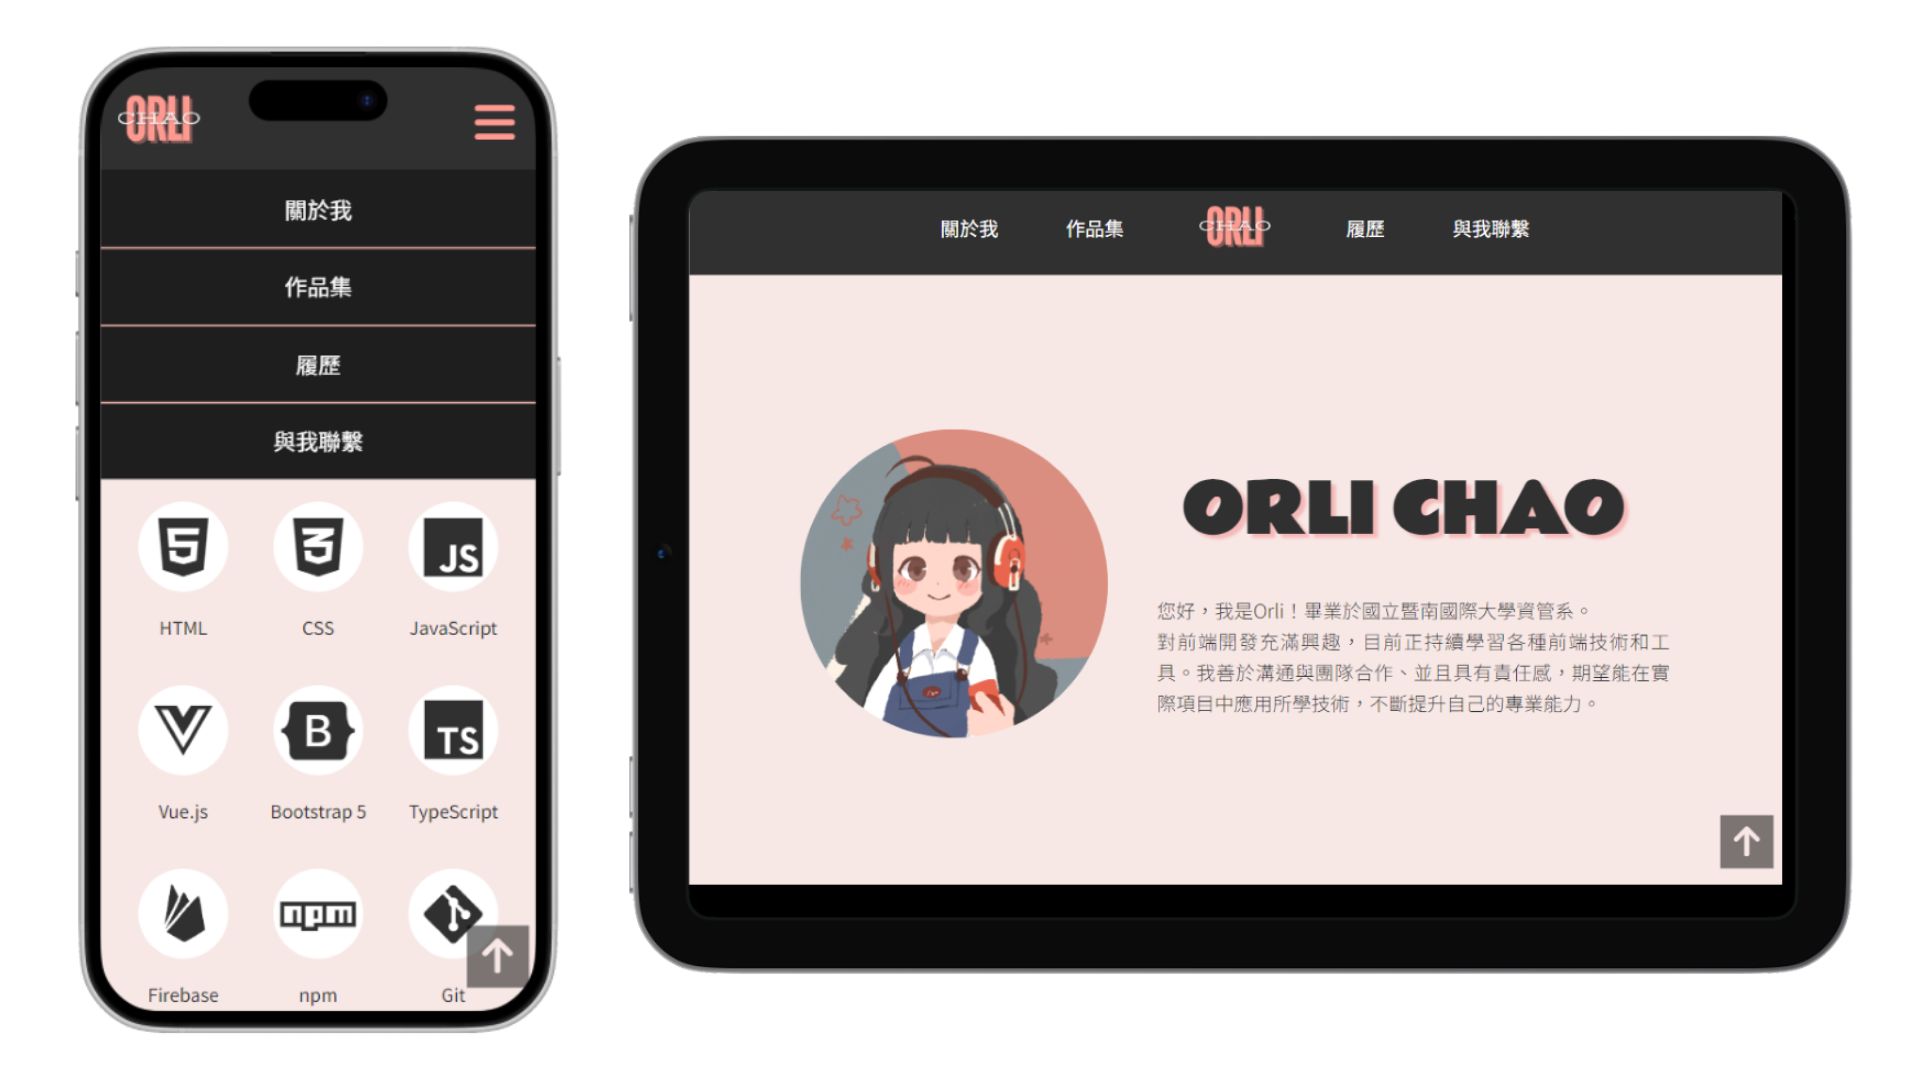 ORLI
CHAO
關於我
作品集
履歷
與我聯繫
5
3
JS
HTML
CSS
JavaScript
B
TS
Vue.js
Bootstrap 5
TypeScript
npm
Firebase
npm
Git
關於我
作品集
ORLI
CHAO
履歷
與我聯繫
ORLI CHAO
您好，我是Orli！畢業於國立暨南國際大學資管系。
對前端開發充滿興趣，目前正持續學習各種前端技術和工
具。我善於溝通與團隊合作、並且具有責任感，期望能在實
際項目中應用所學技術，不斷提升自己的專業能力。